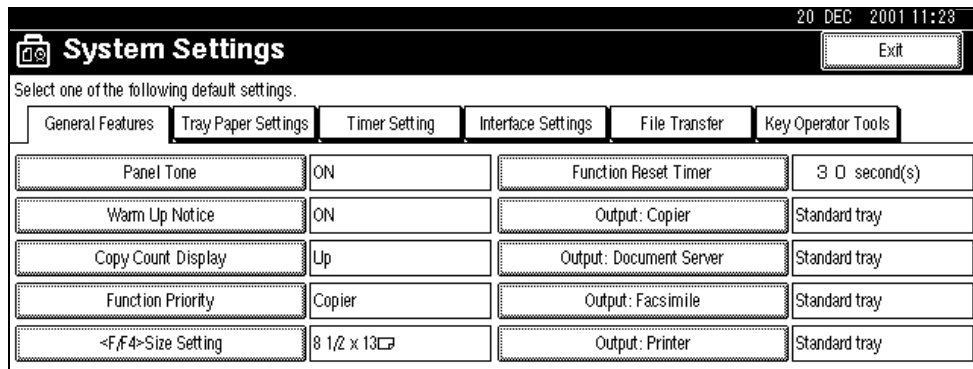 20 DEC 2001 11:23
System Settings
Exit
Select one of the following default settings.
General Features Tray Paper Settings Timer Setting Interface Settings File Transfer Key Operator Tools
Panel Tone ON Function Reset Timer 30 second(s)
Warm Up Notice ON Output: Copier Standard tray
Copy Count Display Up Output: Document Server Standard tray
Function Priority Copier Output: Facsimile Standard tray
<F/F4>Size Setting 8 1/2 x 13 Output: Printer Standard tray